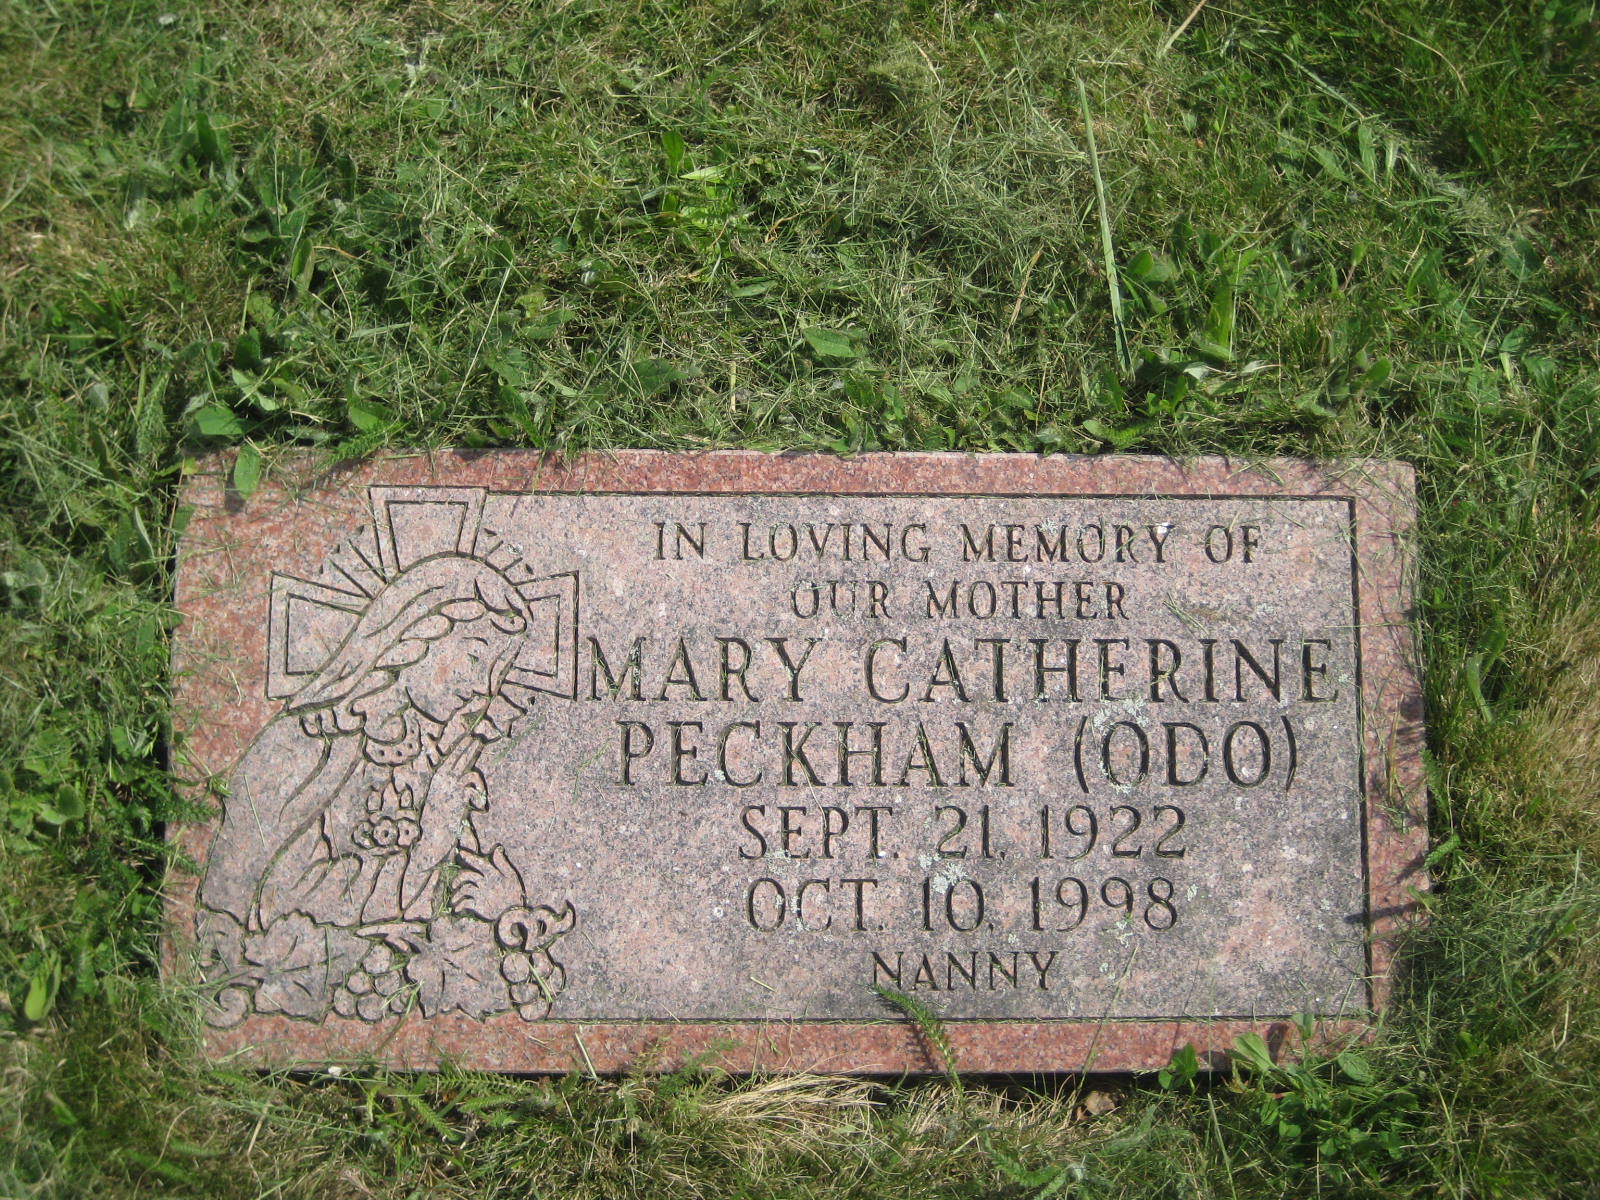 IN LOVING MEMORY OF
OUR MOTHER
MARY CATHERINE
PECKHAM (ODO)
SEPT. 21, 1922
OCT. 10, 1998
NANNY